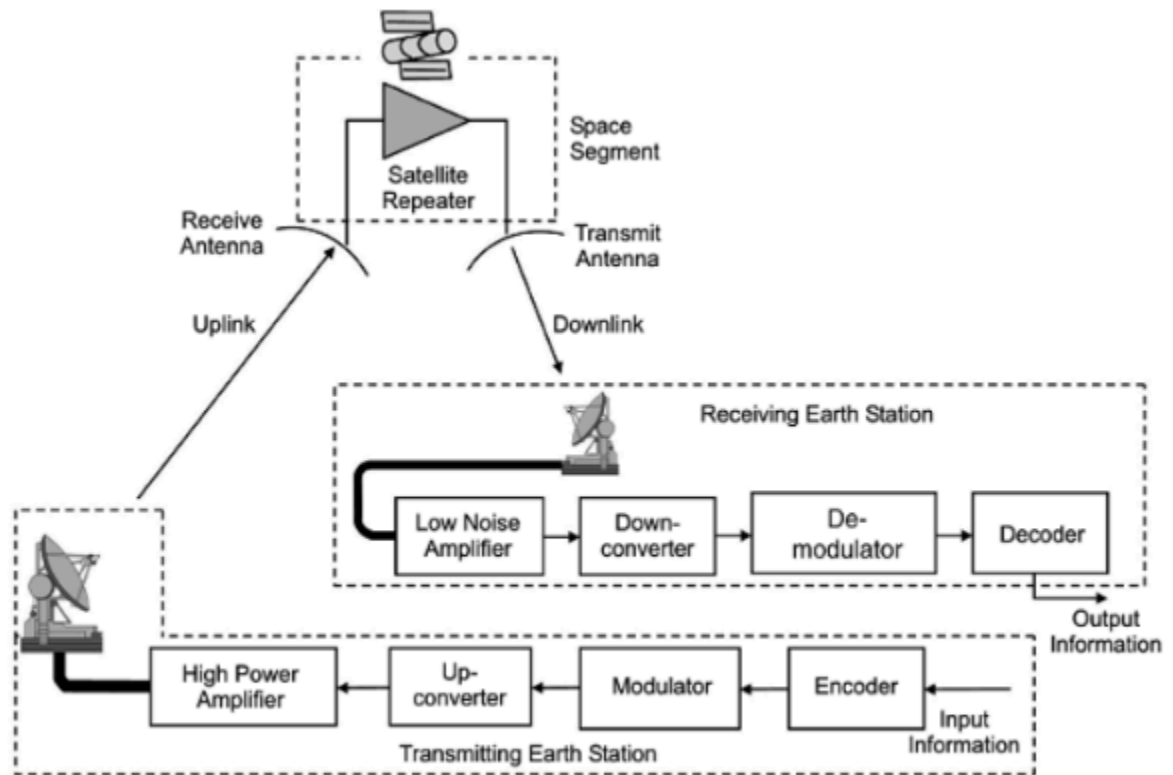 Space
Segment
Satellite
Repeater
Receive
Antenna
Transmit
Antenna
Uplink
Downlink
Receiving Earth Station
Low Noise
Amplifier
Down-
converter
De-
modulator
Decoder
Output
Information
High Power
Amplifier
Up-
converter
Modulator
Encoder
Input
Information
Transmitting Earth Station